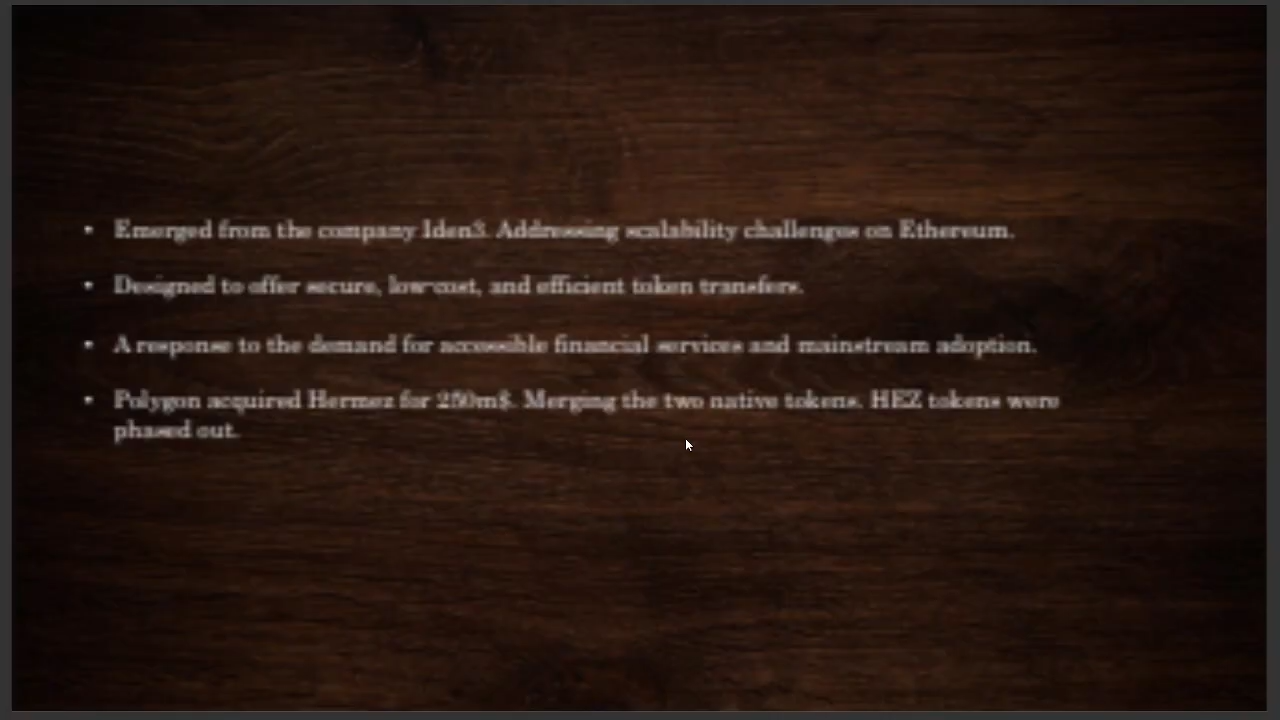 • Emerged from the company Iden3. Addressing scalability challenges on Ethereum.
• Designed to offer secure, low-cost, and efficient token transfers.
• A response to the demand for accessible financial services and mainstream adoption.
• Polygon acquired Hermez for 250m$. Merging the two native tokens. HEZ tokens were
phased out.